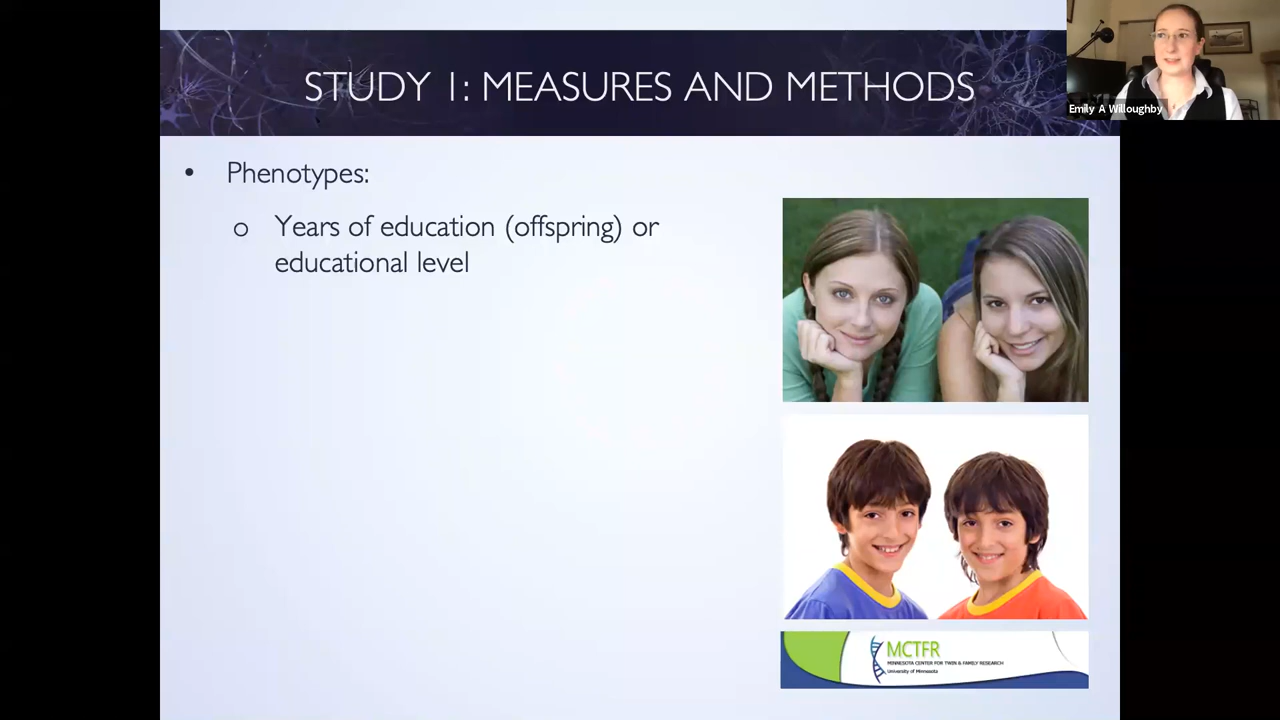 STUDY 1: MEASURES AND METHODS
Emily A Willoughby
• Phenotypes:
o Years of education (offspring) or
educational level
MCTFR
MINNESOTA CENTER FOR TWIN & FAMILY RESEARCH
University of Minnesota